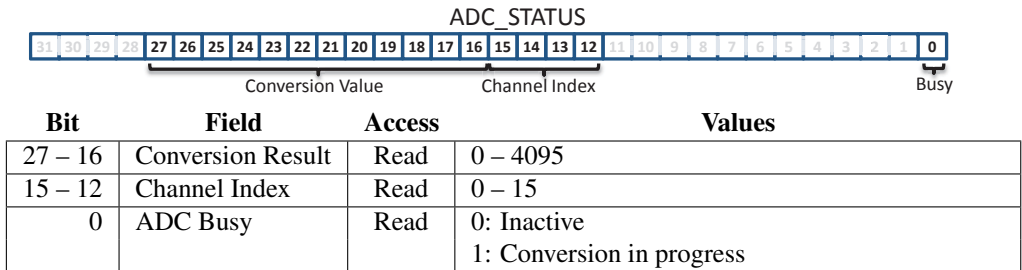 ADC_STATUS
31 30 29 28 27 26 25 24 23 22 21 20 19 18 17 16 15 14 13 12 11 10 9 8 7 6 5 4 3 2 1 0
Conversion Value Channel Index Busy
Bit Field Access Values
27 – 16 Conversion Result Read 0 – 4095
15 – 12 Channel Index Read 0 – 15
0 ADC Busy Read 0: Inactive
1: Conversion in progress